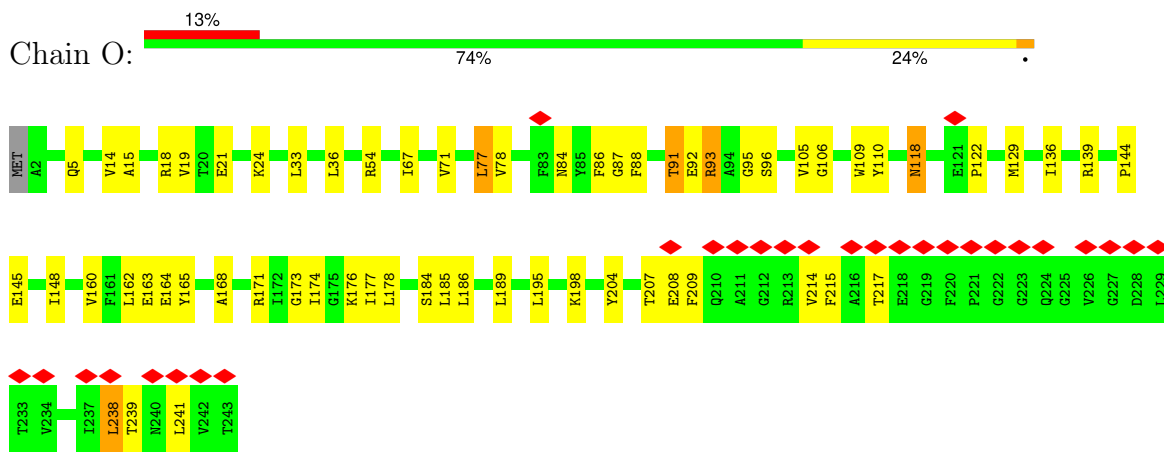 13%
Chain O:
74% 24% •
MET A2 Q5 V14 A15 R18 V19 T20 E21 K24 L33 L36 R54 I67 V71 L77 V78 F83 N84 Y85 F86 G87 F88 T91 E92 R93 A94 G95 S96 V105 G106 W109 Y110 N118 E121 P122 M129 I136 R139 P144
E145 I148 V160 F161 L162 E163 E164 Y165 A168 R171 I172 G173 I174 G175 K176 I177 L178 S184 L185 L186 L189 L195 K198 Y204 T207 E208 F209 Q210 A211 G212 R213 V214 F215 A216 T217 E218 G219 F220 P221 G222 G223 Q224 G225 V226 G227 D228 L229
T233 V234 I237 L238 T239 N240 L241 V242 T243